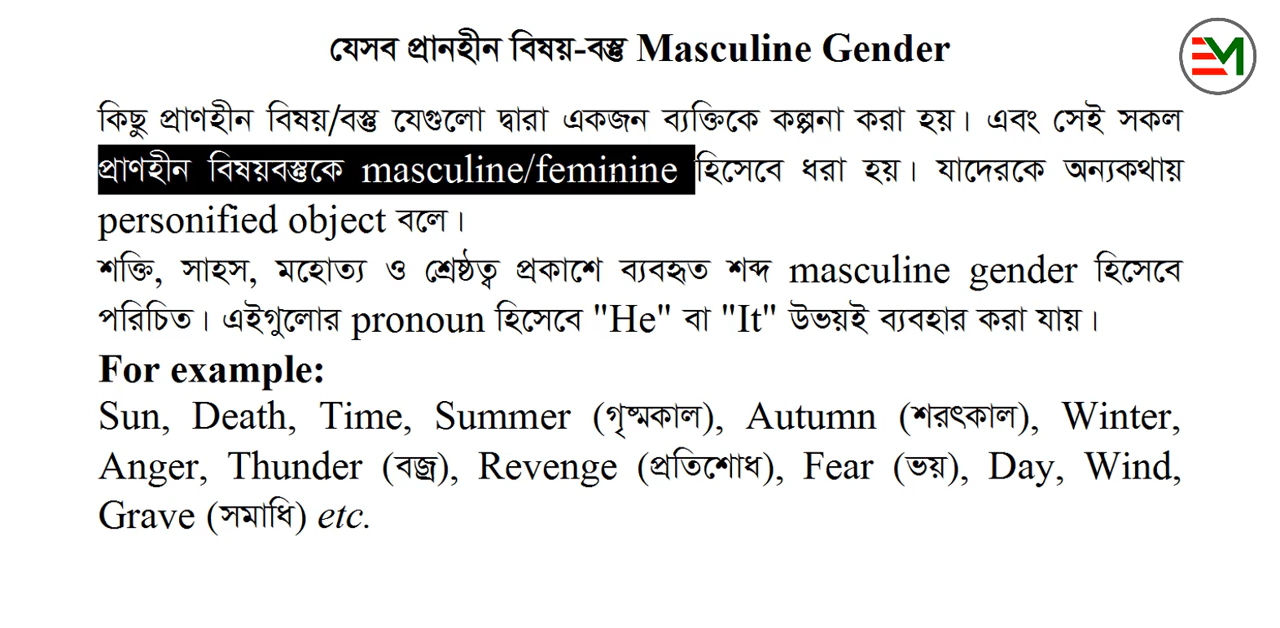 যেসব প্রানহীন বিষয়-বস্তু Masculine Gender
EM
কিছু প্রাণহীন বিষয়/বস্তু যেগুলো দ্বারা একজন ব্যক্তিকে কল্পনা করা হয়। এবং সেই সকল
প্রাণহীন বিষয়বস্তুকে masculine/feminine হিসেবে ধরা হয়। যাদেরকে অন্যকথায়
personified object বলে।
শক্তি, সাহস, মহোত্য ও শ্রেষ্ঠত্ব প্রকাশে ব্যবহৃত শব্দ masculine gender হিসেবে
পরিচিত। এইগুলোর pronoun হিসেবে "He" বা "It" উভয়ই ব্যবহার করা যায়।
For example:
Sun, Death, Time, Summer (গৃষ্মকাল), Autumn (শরৎকাল), Winter,
Anger, Thunder (বজ্র), Revenge (প্রতিশোধ), Fear (ভয়), Day, Wind,
Grave (সমাধি) etc.